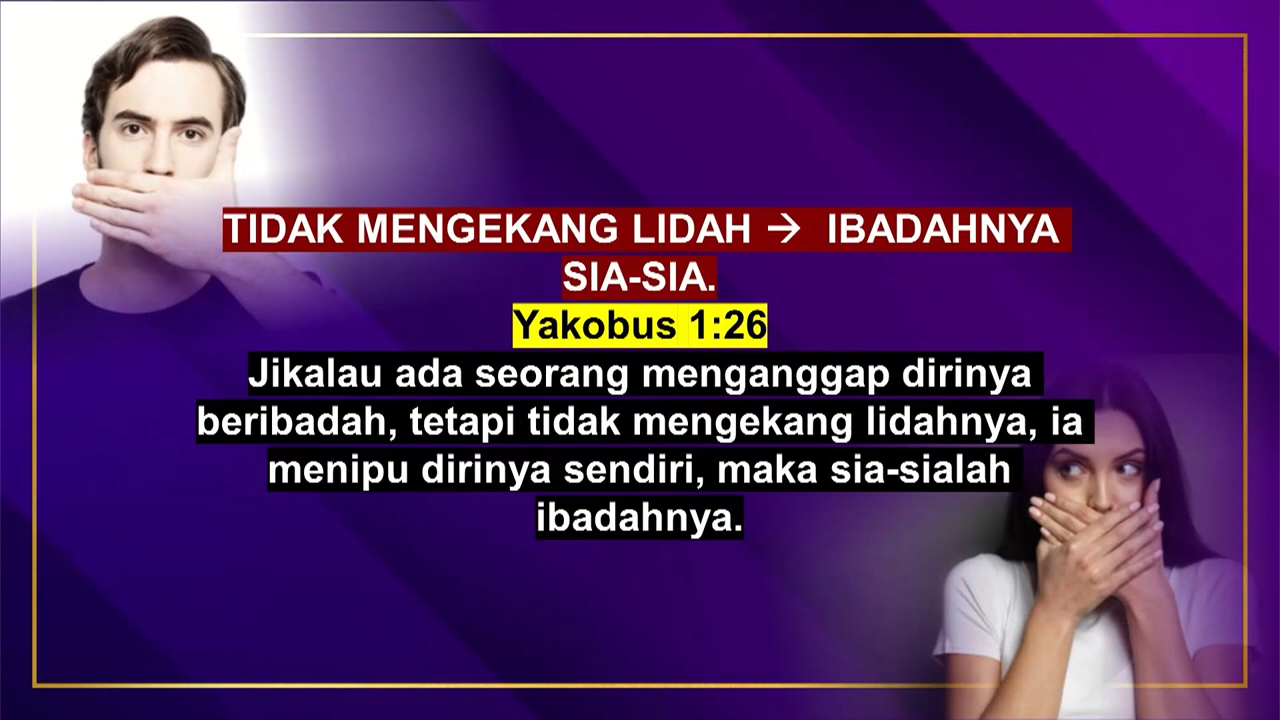 TIDAK MENGEKANG LIDAH → IBADAHNYA
SIA-SIA.
Yakobus 1:26
Jikalau ada seorang menganggap dirinya
beribadah, tetapi tidak mengekang lidahnya, ia
menipu dirinya sendiri, maka sia-sialah
ibadahnya.